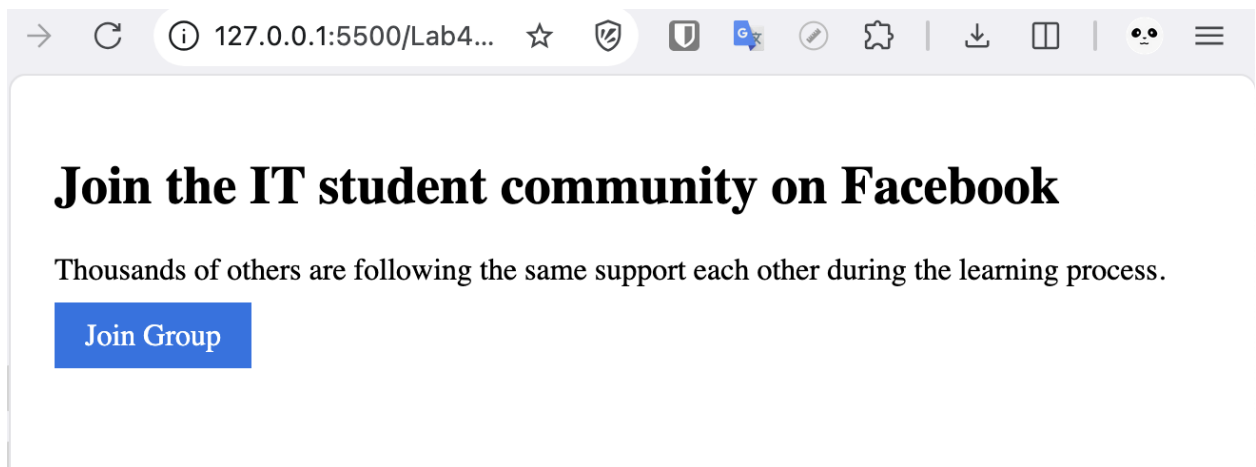 127.0.0.1:5500/Lab4...
Join the IT student community on Facebook
Thousands of others are following the same support each other during the learning process.
Join Group